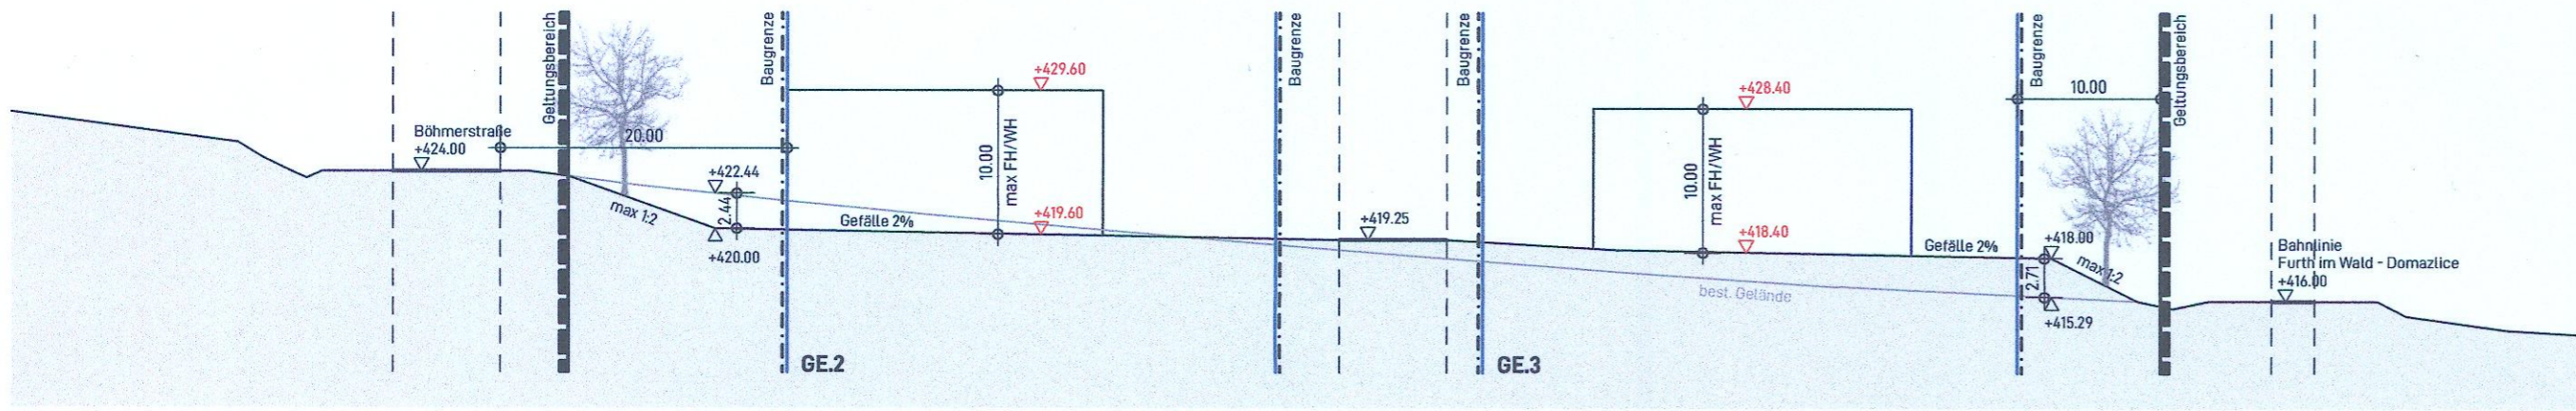 Böhmerstraße
+424.00
Geltungsbereich
20.00
max 1:2
+422.44
2.44
+420.00
Baugrenze
GE.2
Gefälle 2%
10.00
max FH/WH
+429.60
+419.60
Baugrenze
+419.25
Baugrenze
GE.3
10.00
max FH/WH
+428.40
+418.40
best. Gelände
Gefälle 2%
Baugrenze
10.00
+418.00
2.71
+415.29
max 1:2
Geltungsbereich
Bahnlinie
Furth im Wald - Domazlice
+416.00